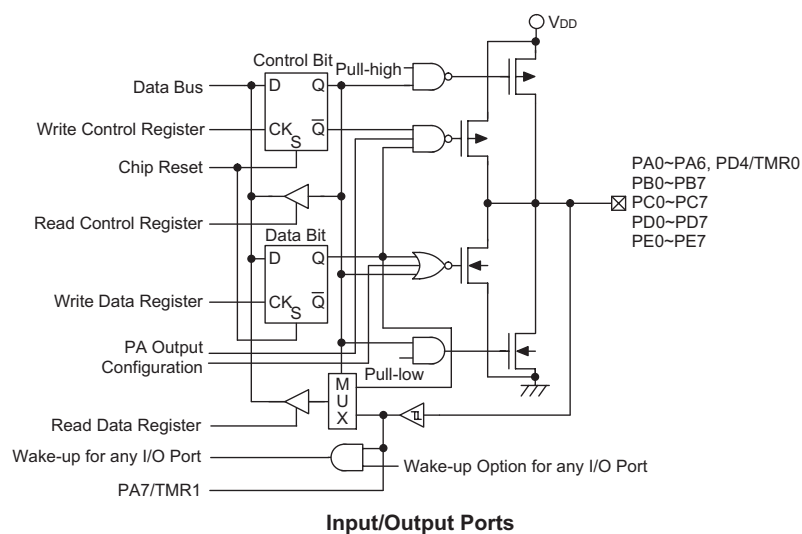 VDD
Control Bit
Pull-high
Data Bus
D
Q
Write Control Register
CK
Q
S
Chip Reset
PA0~PA6, PD4/TMR0
PB0~PB7
PC0~PC7
PD0~PD7
PE0~PE7
Read Control Register
Data Bit
D
Q
Write Data Register
CK
Q
S
PA Output
Configuration
Pull-low
M
U
X
Read Data Register
Wake-up for any I/O Port
Wake-up Option for any I/O Port
PA7/TMR1
Input/Output Ports